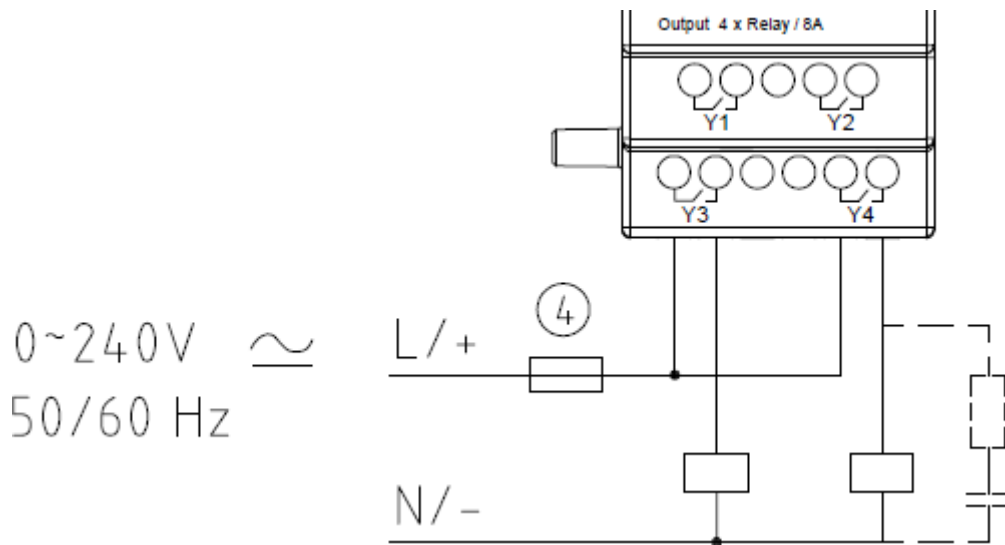 Output 4 x Relay / 8A
Y1 Y2
Y3 Y4
4
0~240V
L/+
50/60 Hz
N/-